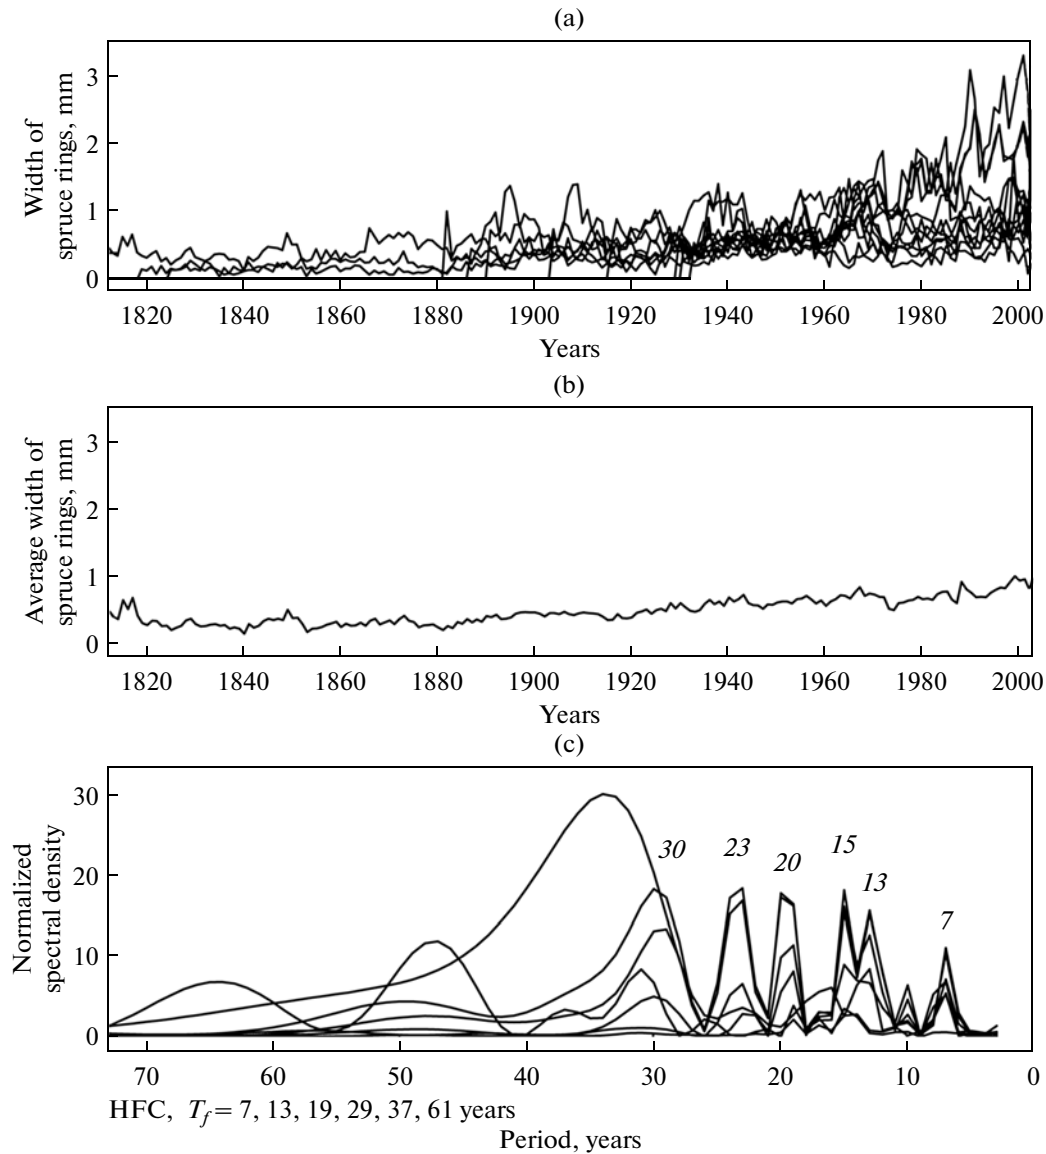 (a)
Width of
spruce rings, mm
3
2
1
0
1820 1840 1860 1880 1900 1920 1940 1960 1980 2000
Years
(b)
Average width of
spruce rings, mm
3
2
1
0
1820 1840 1860 1880 1900 1920 1940 1960 1980 2000
Years
(c)
Normalized
spectral density
30
20
10
0
30 23 20 15 13 7
70 60 50 40 30 20 10 0
HFC, T_f = 7, 13, 19, 29, 37, 61 years
Period, years